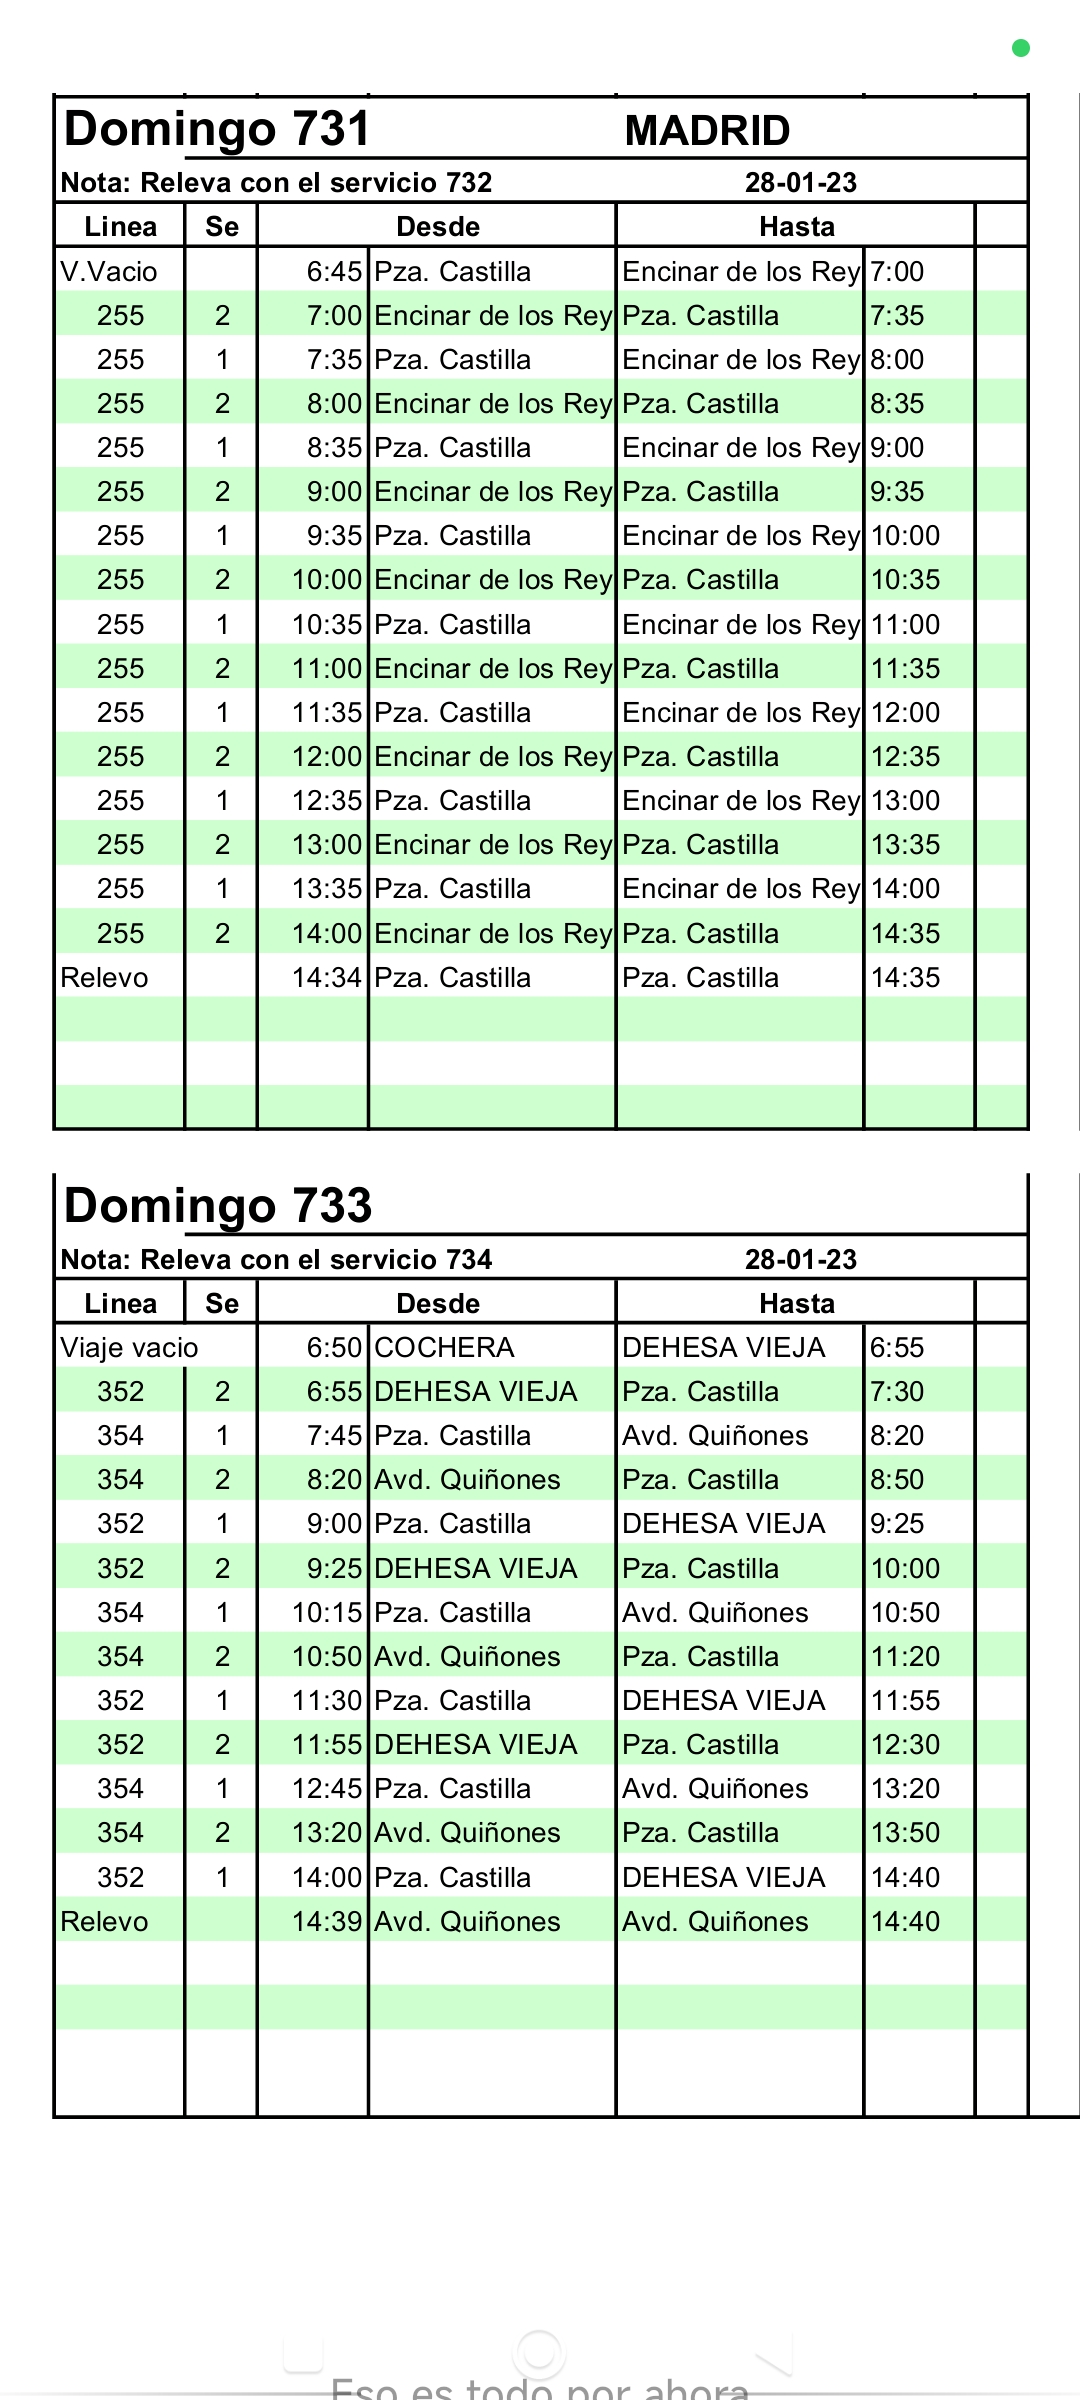 Domingo 731 MADRID
Nota: Releva con el servicio 732 28-01-23
Linea Se Desde Hasta
V.Vacio 6:45 Pza. Castilla Encinar de los Rey 7:00
255 2 7:00 Encinar de los Rey Pza. Castilla 7:35
255 1 7:35 Pza. Castilla Encinar de los Rey 8:00
255 2 8:00 Encinar de los Rey Pza. Castilla 8:35
255 1 8:35 Pza. Castilla Encinar de los Rey 9:00
255 2 9:00 Encinar de los Rey Pza. Castilla 9:35
255 1 9:35 Pza. Castilla Encinar de los Rey 10:00
255 2 10:00 Encinar de los Rey Pza. Castilla 10:35
255 1 10:35 Pza. Castilla Encinar de los Rey 11:00
255 2 11:00 Encinar de los Rey Pza. Castilla 11:35
255 1 11:35 Pza. Castilla Encinar de los Rey 12:00
255 2 12:00 Encinar de los Rey Pza. Castilla 12:35
255 1 12:35 Pza. Castilla Encinar de los Rey 13:00
255 2 13:00 Encinar de los Rey Pza. Castilla 13:35
255 1 13:35 Pza. Castilla Encinar de los Rey 14:00
255 2 14:00 Encinar de los Rey Pza. Castilla 14:35
Relevo 14:34 Pza. Castilla Pza. Castilla 14:35
Domingo 733
Nota: Releva con el servicio 734 28-01-23
Linea Se Desde Hasta
Viaje vacio 6:50 COCHERA DEHESA VIEJA 6:55
352 2 6:55 DEHESA VIEJA Pza. Castilla 7:30
354 1 7:45 Pza. Castilla Avd. Quiñones 8:20
354 2 8:20 Avd. Quiñones Pza. Castilla 8:50
352 1 9:00 Pza. Castilla DEHESA VIEJA 9:25
352 2 9:25 DEHESA VIEJA Pza. Castilla 10:00
354 1 10:15 Pza. Castilla Avd. Quiñones 10:50
354 2 10:50 Avd. Quiñones Pza. Castilla 11:20
352 1 11:30 Pza. Castilla DEHESA VIEJA 11:55
352 2 11:55 DEHESA VIEJA Pza. Castilla 12:30
354 1 12:45 Pza. Castilla Avd. Quiñones 13:20
354 2 13:20 Avd. Quiñones Pza. Castilla 13:50
352 1 14:00 Pza. Castilla DEHESA VIEJA 14:40
Relevo 14:39 Avd. Quiñones Avd. Quiñones 14:40
Eso es todo por ahora